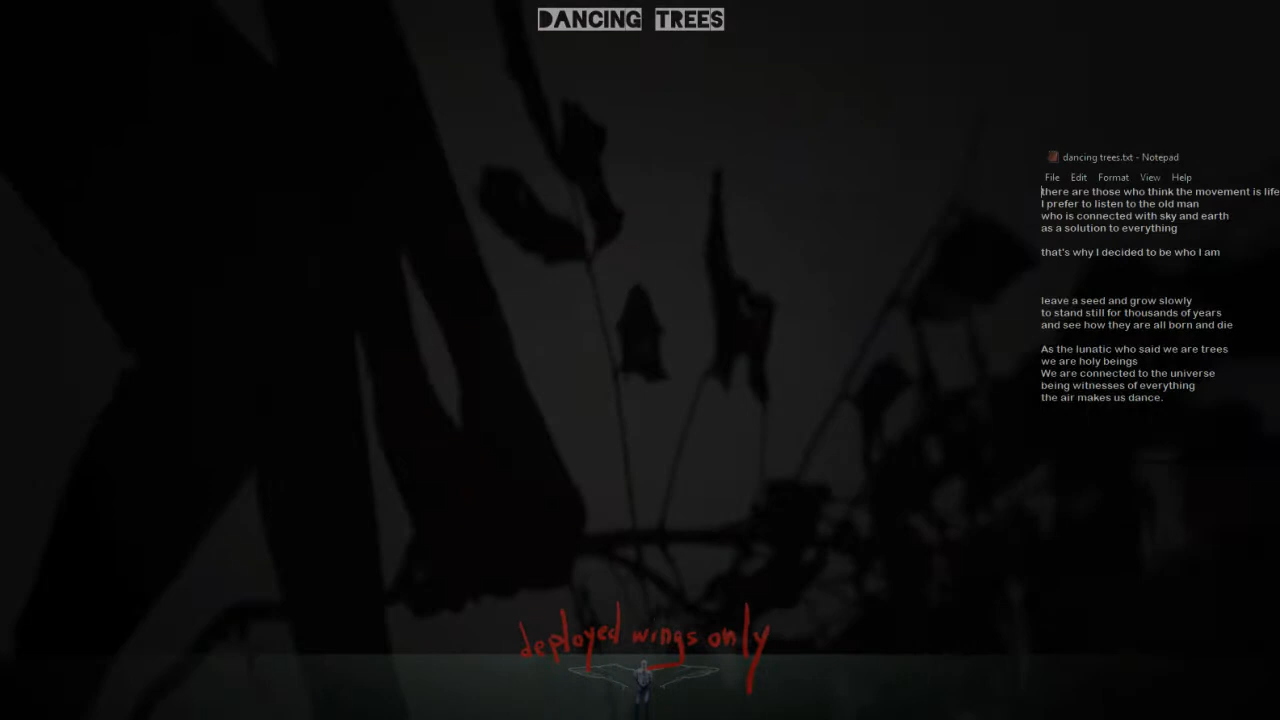 DANCING TREES
dancing trees.txt - Notepad
File Edit Format View Help
there are those who think the movement is life
I prefer to listen to the old man
who is connected with sky and earth
as a solution to everything
that's why I decided to be who I am
leave a seed and grow slowly
to stand still for thousands of years
and see how they are all born and die
As the lunatic who said we are trees
we are holy beings
We are connected to the universe
being witnesses of everything
the air makes us dance.
deployed wings only